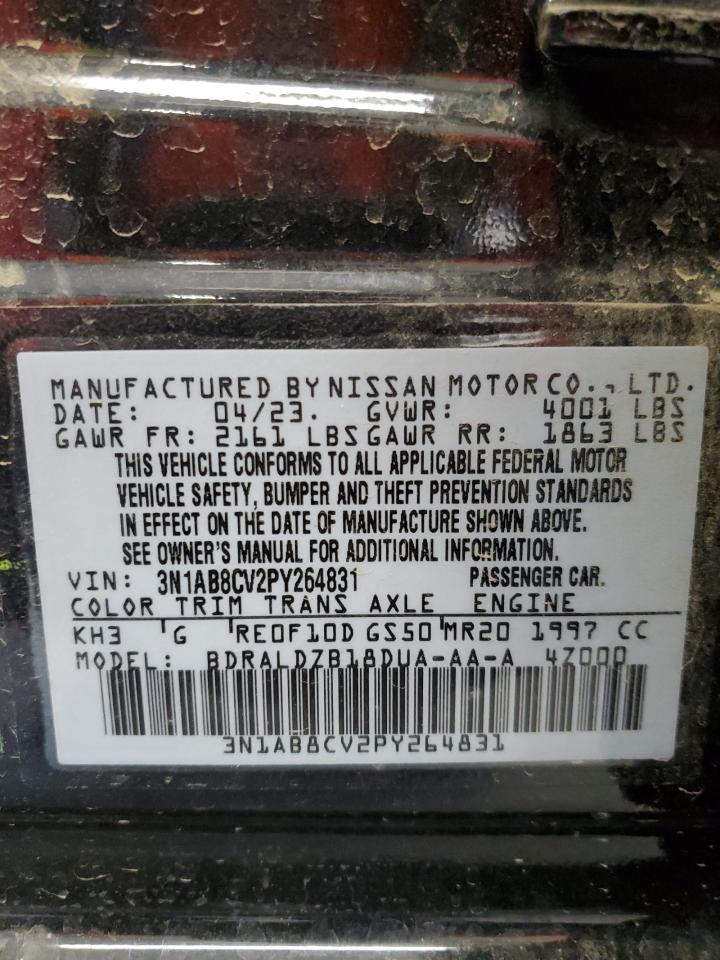 MANUFACTURED BY NISSAN MOTOR CO., LTD.
DATE: 04/23. GVWR: 4001 LBS
GAWR FR: 2161 LBS GAWR RR: 1863 LBS
THIS VEHICLE CONFORMS TO ALL APPLICABLE FEDERAL MOTOR
VEHICLE SAFETY, BUMPER AND THEFT PREVENTION STANDARDS
IN EFFECT ON THE DATE OF MANUFACTURE SHOWN ABOVE.
SEE OWNER'S MANUAL FOR ADDITIONAL INFORMATION.
VIN: 3N1AB8CV2PY264831 PASSENGER CAR.
COLOR TRIM TRANS AXLE ENGINE
KH3 G RE0F10D GS50 MR20 1997 CC
MODEL: BDRALDZB18DUA-AA-A 4Z000
3N1AB8CV2PY264831